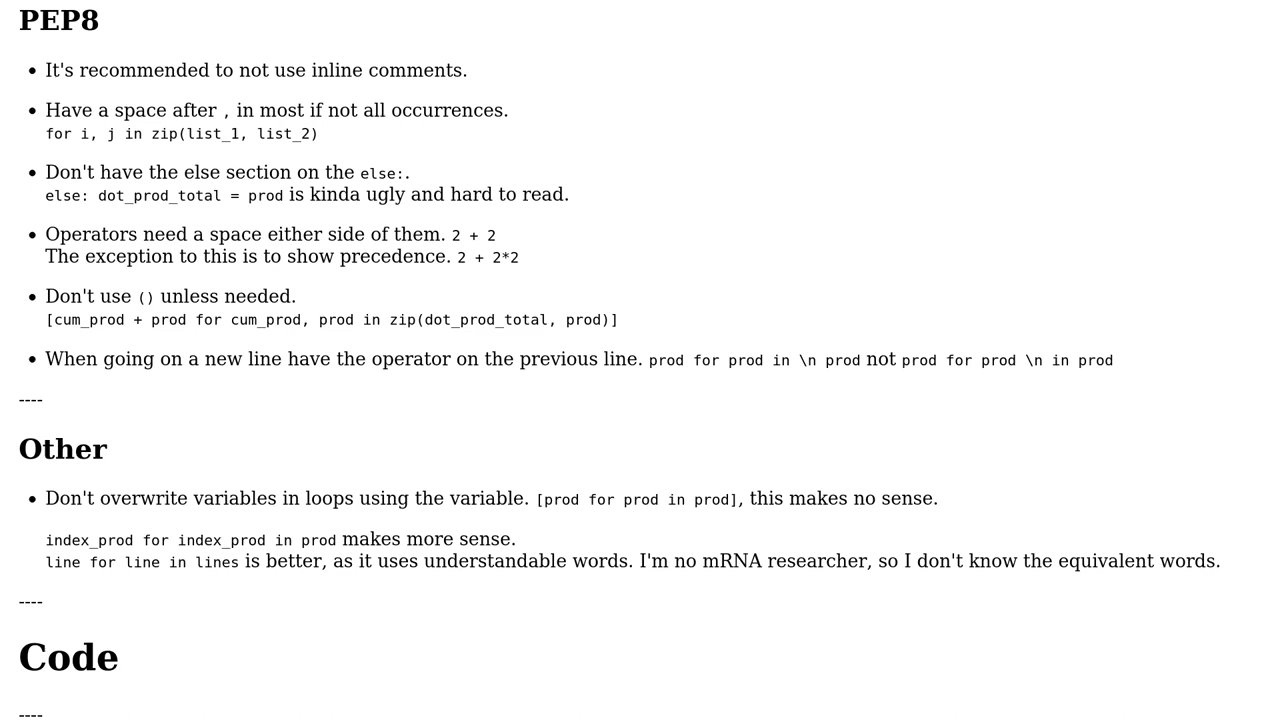 PEP8
• It's recommended to not use inline comments.
• Have a space after , in most if not all occurrences.
for i, j in zip(list_1, list_2)
• Don't have the else section on the else:.
else: dot_prod_total = prod is kinda ugly and hard to read.
• Operators need a space either side of them. 2 + 2
The exception to this is to show precedence. 2 + 2*2
• Don't use () unless needed.
[cum_prod + prod for cum_prod, prod in zip(dot_prod_total, prod)]
• When going on a new line have the operator on the previous line. prod for prod in \n prod not prod for prod \n in prod
----
Other
• Don't overwrite variables in loops using the variable. [prod for prod in prod], this makes no sense.
index_prod for index_prod in prod makes more sense.
line for line in lines is better, as it uses understandable words. I'm no mRNA researcher, so I don't know the equivalent words.
----
Code
----